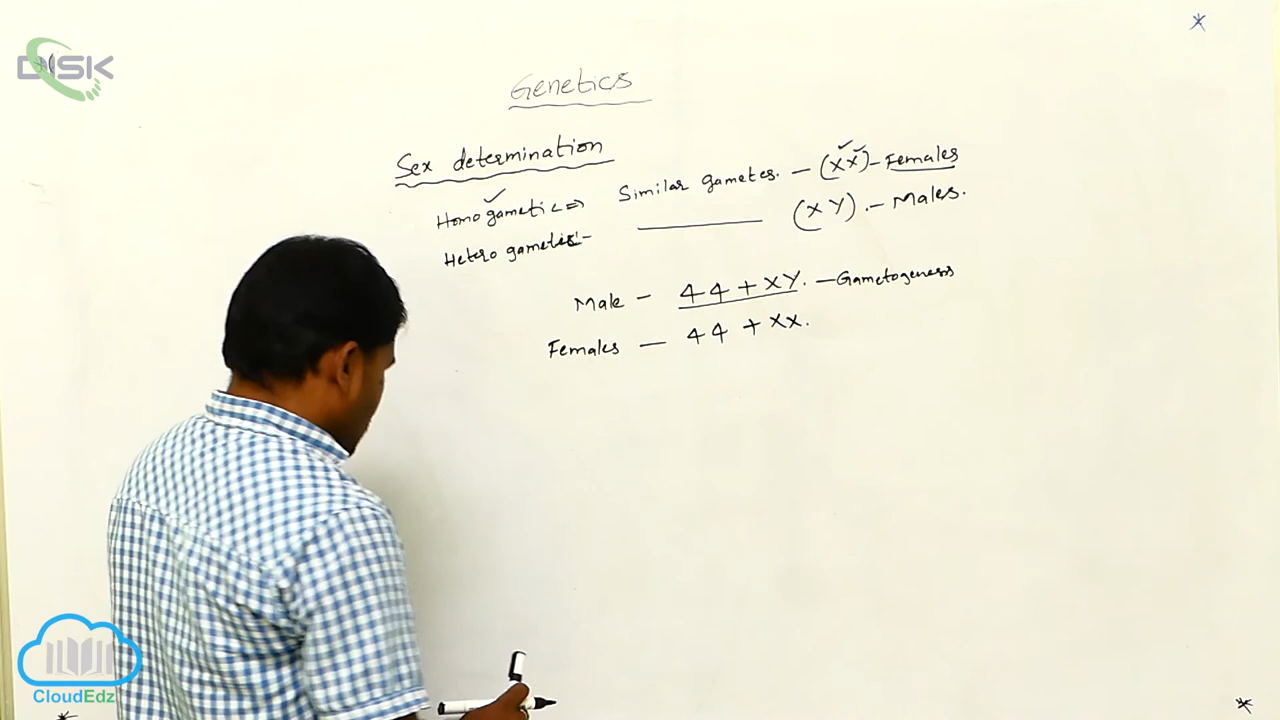 DISK
Genetics
Sex determination
Homogametic => Similar gametes. - (XX) - Females
Hetero gametic - (XY). - Males.
Male - 44 + XY. - Gametogenesis
Females - 44 + XX.
CloudEdz